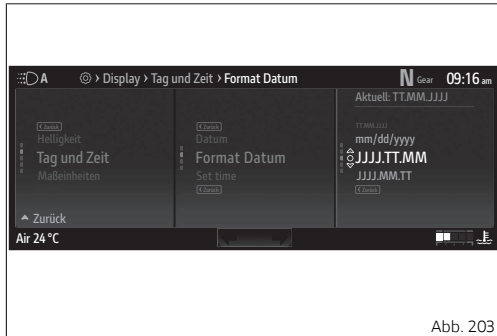 A
> Display > Tag und Zeit > Format Datum
N Gear
09:16 am
Zurück
Helligkeit
Tag und Zeit
Maßeinheiten
Zurück
Zurück
Datum
Format Datum
Set time
Zurück
Aktuell: TT.MM.JJJJ
TT.MM.JJJJ
mm/dd/yyyy
JJJJ.TT.MM
JJJJ.MM.TT
Zurück
Air 24 °C
Abb. 203